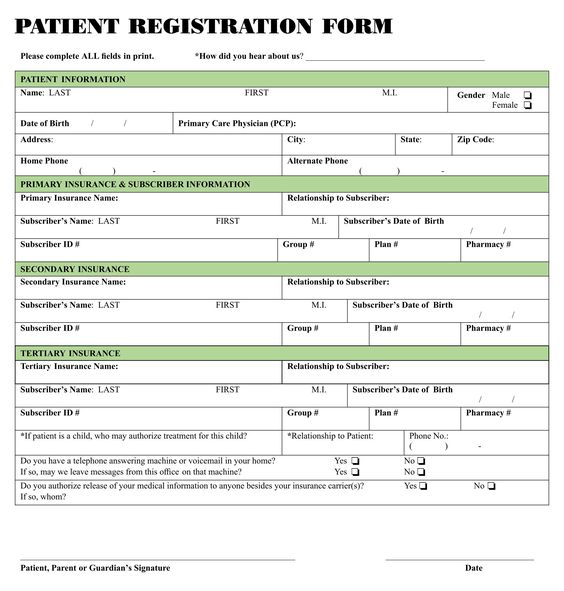 PATIENT REGISTRATION FORM
Please complete ALL fields in print. *How did you hear about us? ____________________
PATIENT INFORMATION
Name: LAST FIRST M.I. Gender Male ❏
Female ❏
Date of Birth / / Primary Care Physician (PCP):
Address: City: State: Zip Code:
Home Phone Alternate Phone
( ) - ( ) -
PRIMARY INSURANCE & SUBSCRIBER INFORMATION
Primary Insurance Name: Relationship to Subscriber:
Subscriber's Name: LAST FIRST M.I. Subscriber's Date of Birth
/ /
Subscriber ID # Group # Plan # Pharmacy #
SECONDARY INSURANCE
Secondary Insurance Name: Relationship to Subscriber:
Subscriber's Name: LAST FIRST M.I. Subscriber's Date of Birth
/ /
Subscriber ID # Group # Plan # Pharmacy #
TERTIARY INSURANCE
Tertiary Insurance Name: Relationship to Subscriber:
Subscriber's Name: LAST FIRST M.I. Subscriber's Date of Birth
/ /
Subscriber ID # Group # Plan # Pharmacy #
*If patient is a child, who may authorize treatment for this child? *Relationship to Patient: Phone No.:
( ) -
Do you have a telephone answering machine or voicemail in your home? Yes ❏ No ❏
If so, may we leave messages from this office on that machine? Yes ❏ No ❏
Do you authorize release of your medical information to anyone besides your insurance carrier(s)? Yes ❏ No ❏
If so, whom?
Patient, Parent or Guardian's Signature Date